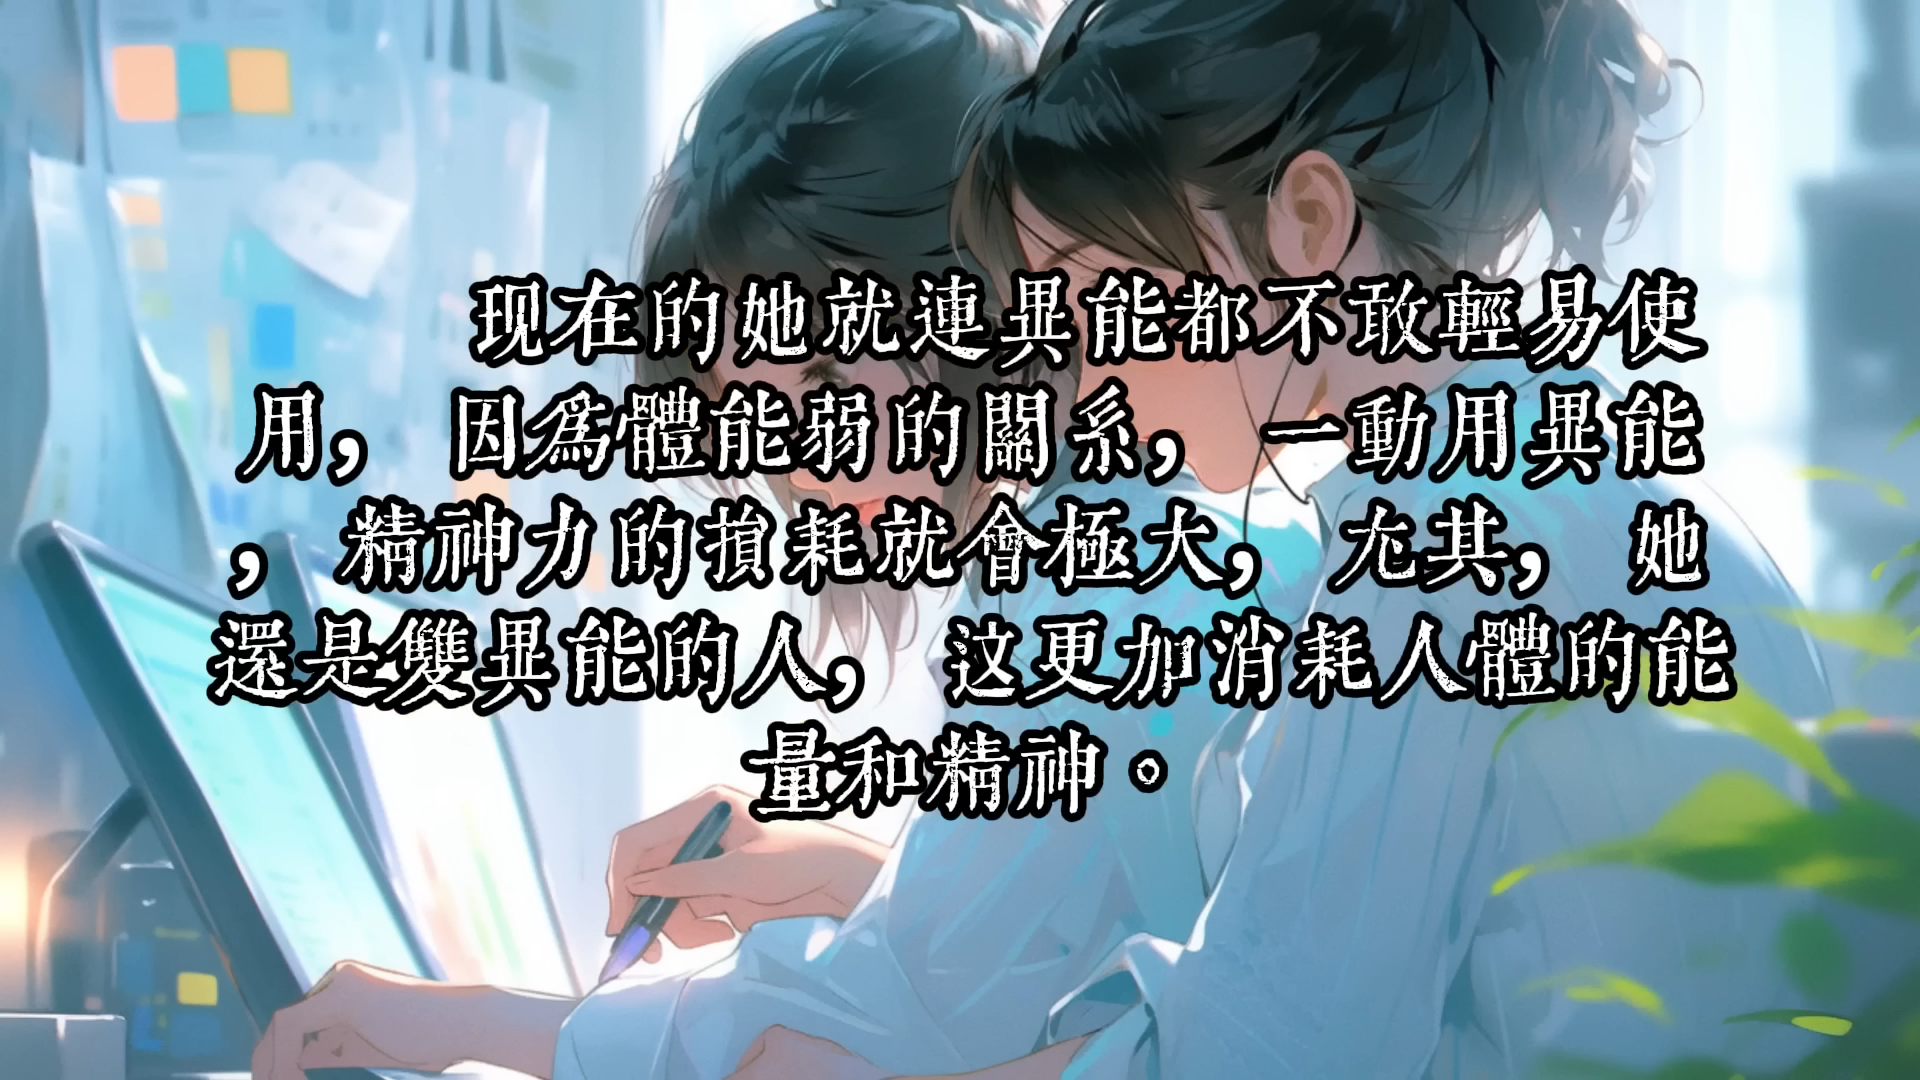 现在的她就連異能都不敢輕易使
用, 因為體能弱的關系, 一動用異能
, 精神力的損耗就會極大, 尤其, 她
還是雙異能的人, 这更加消耗人體的能
量和精神。